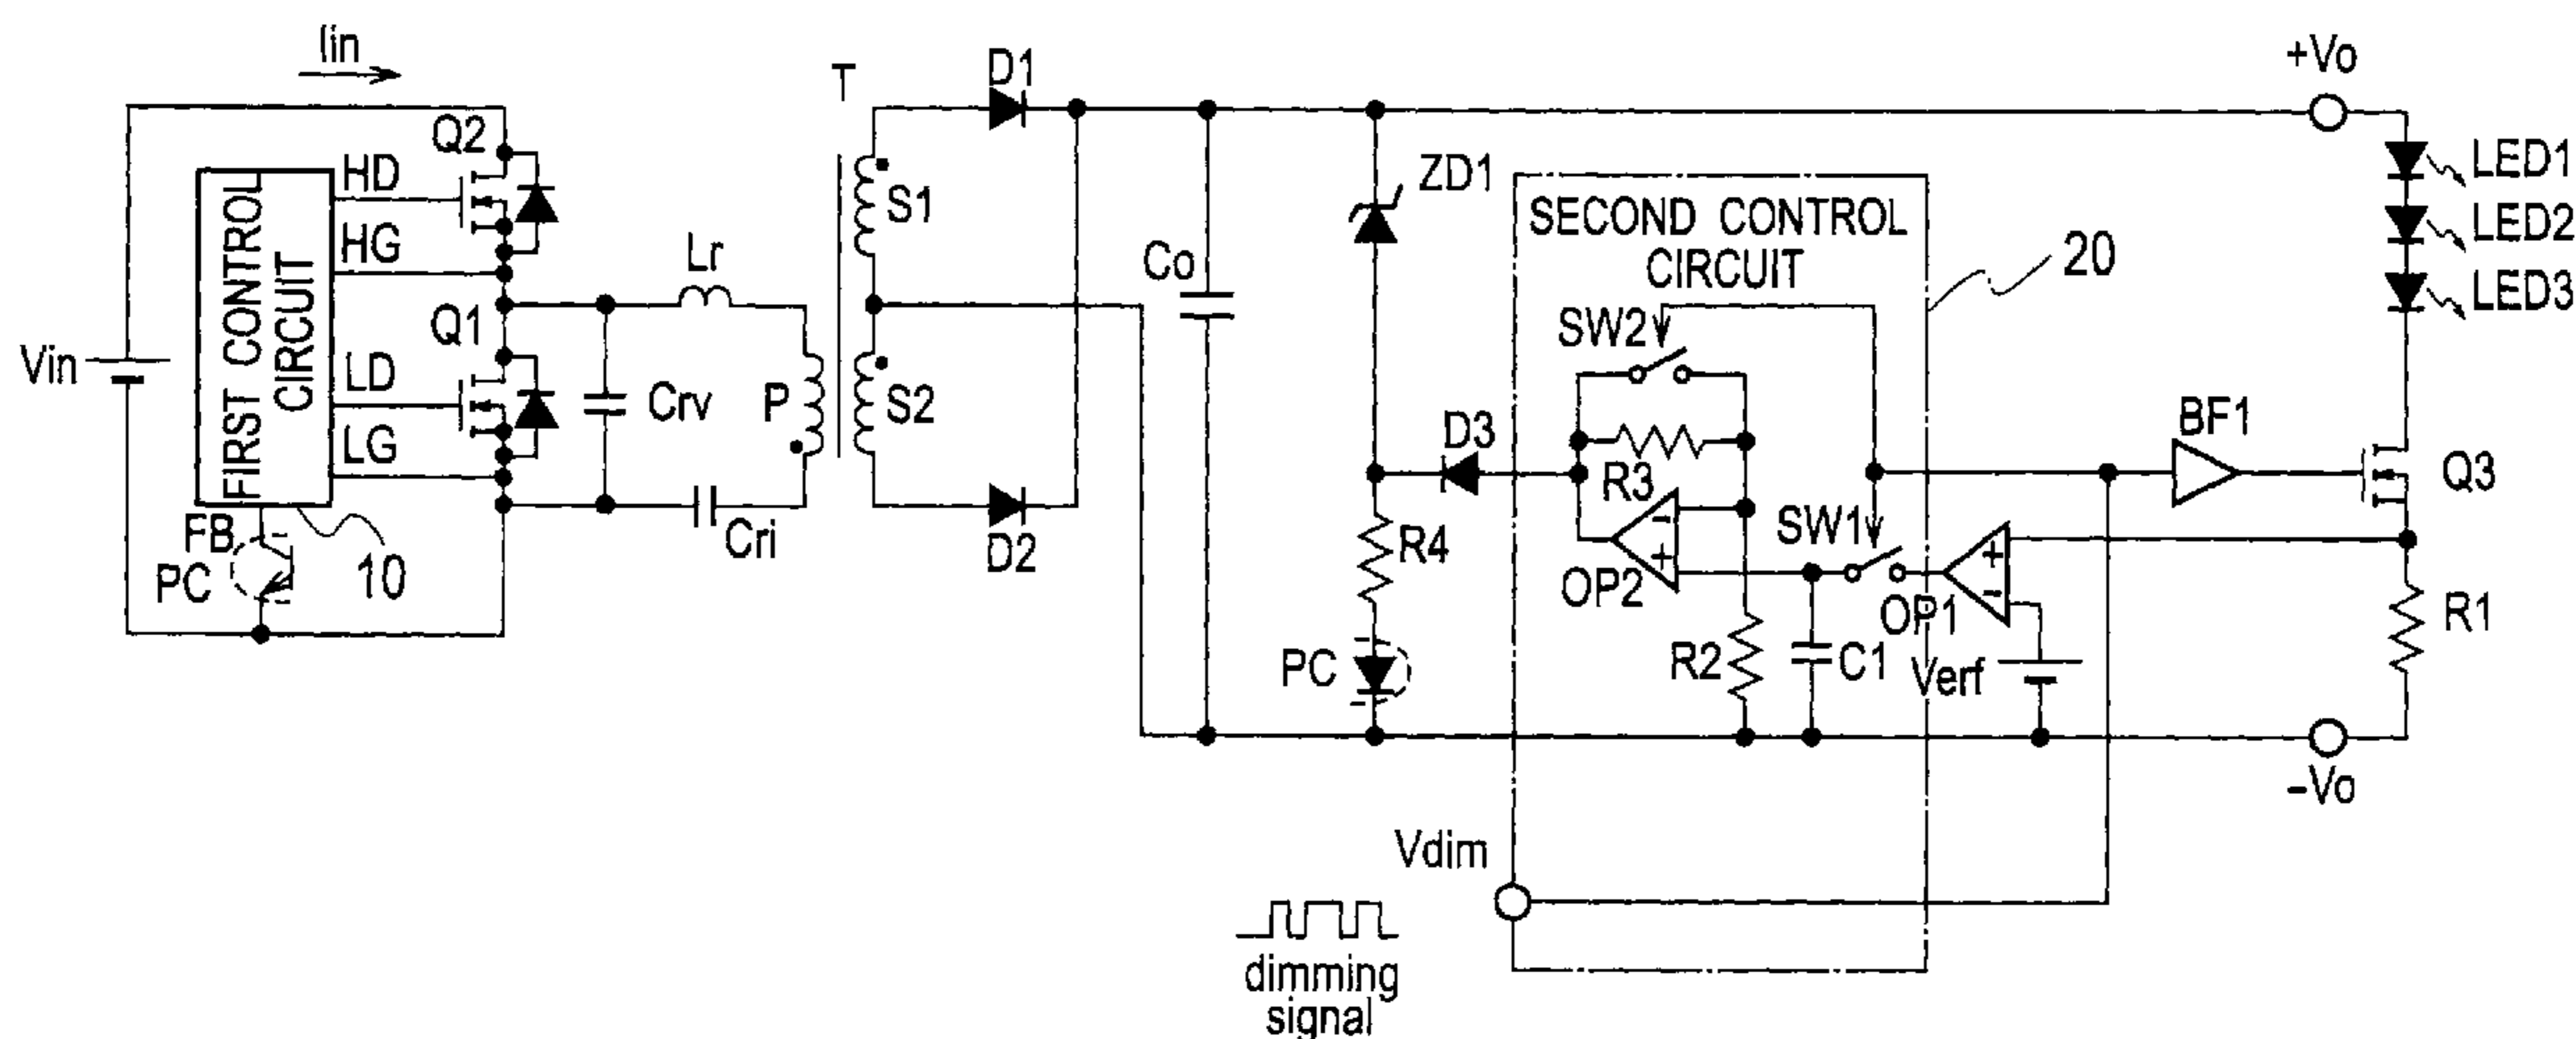 Iin
T
D1
+Vo
Q2
HD
HG
FIRST CONTROL
CIRCUIT
Q1
LD
LG
Vin
Lr
Crv
P
S1
S2
Cri
D2
FB
PC
10
Co
ZD1
SECOND CONTROL
CIRCUIT
20
SW2
D3
R3
OP2
SW1
OP1
R4
PC
R2
C1
Verf
BF1
Q3
R1
LED1
LED2
LED3
-Vo
Vdim
dimming
signal
+
-
+
-